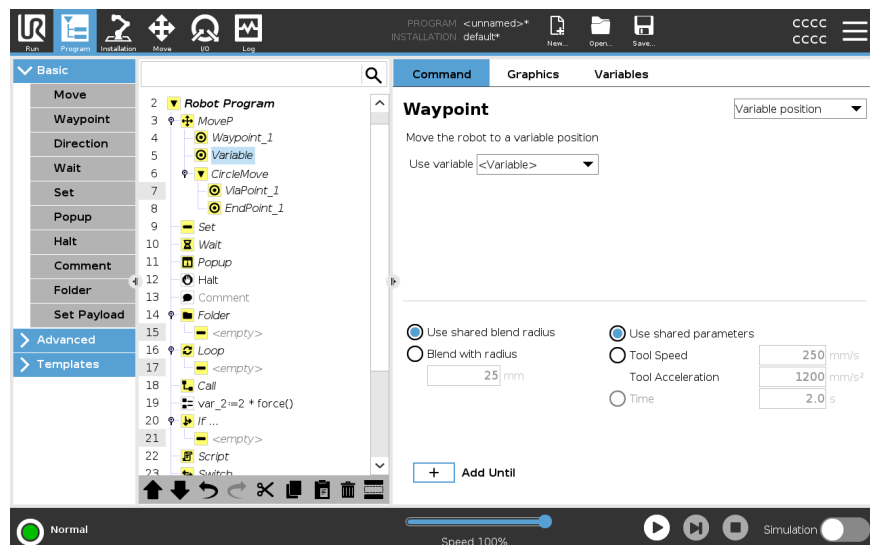 PROGRAM <unnamed>*
INSTALLATION default*
CCCC
CCCC
Run Program Installation Move I/O Log New... Open... Save...
Basic
Move
Waypoint
Direction
Wait
Set
Popup
Halt
Comment
Folder
Set Payload
Advanced
Templates
2 Robot Program
3 MoveP
4 Waypoint_1
5 Variable
6 CircleMove
7 ViaPoint_1
8 EndPoint_1
9 Set
10 Wait
11 Popup
12 Halt
13 Comment
14 Folder
15 <empty>
16 Loop
17 <empty>
18 Call
19 var_2:=2 * force()
20 If ...
21 <empty>
22 Script
23 Switch
Command Graphics Variables
Waypoint
Variable position
Move the robot to a variable position
Use variable <Variable>
Use shared blend radius
Blend with radius
25 mm
Use shared parameters
Tool Speed 250 mm/s
Tool Acceleration 1200 mm/s²
Time 2.0 s
+ Add Until
Normal
Speed 100%
Simulation